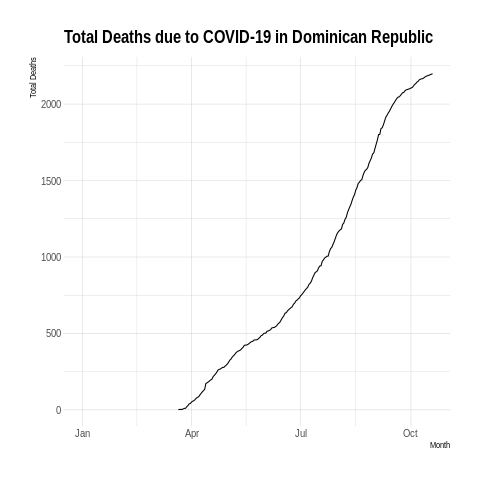 Total Deaths due to COVID-19 in Dominican Republic
Total Deaths
2000
1500
1000
500
0
Jan Apr Jul Oct
Month